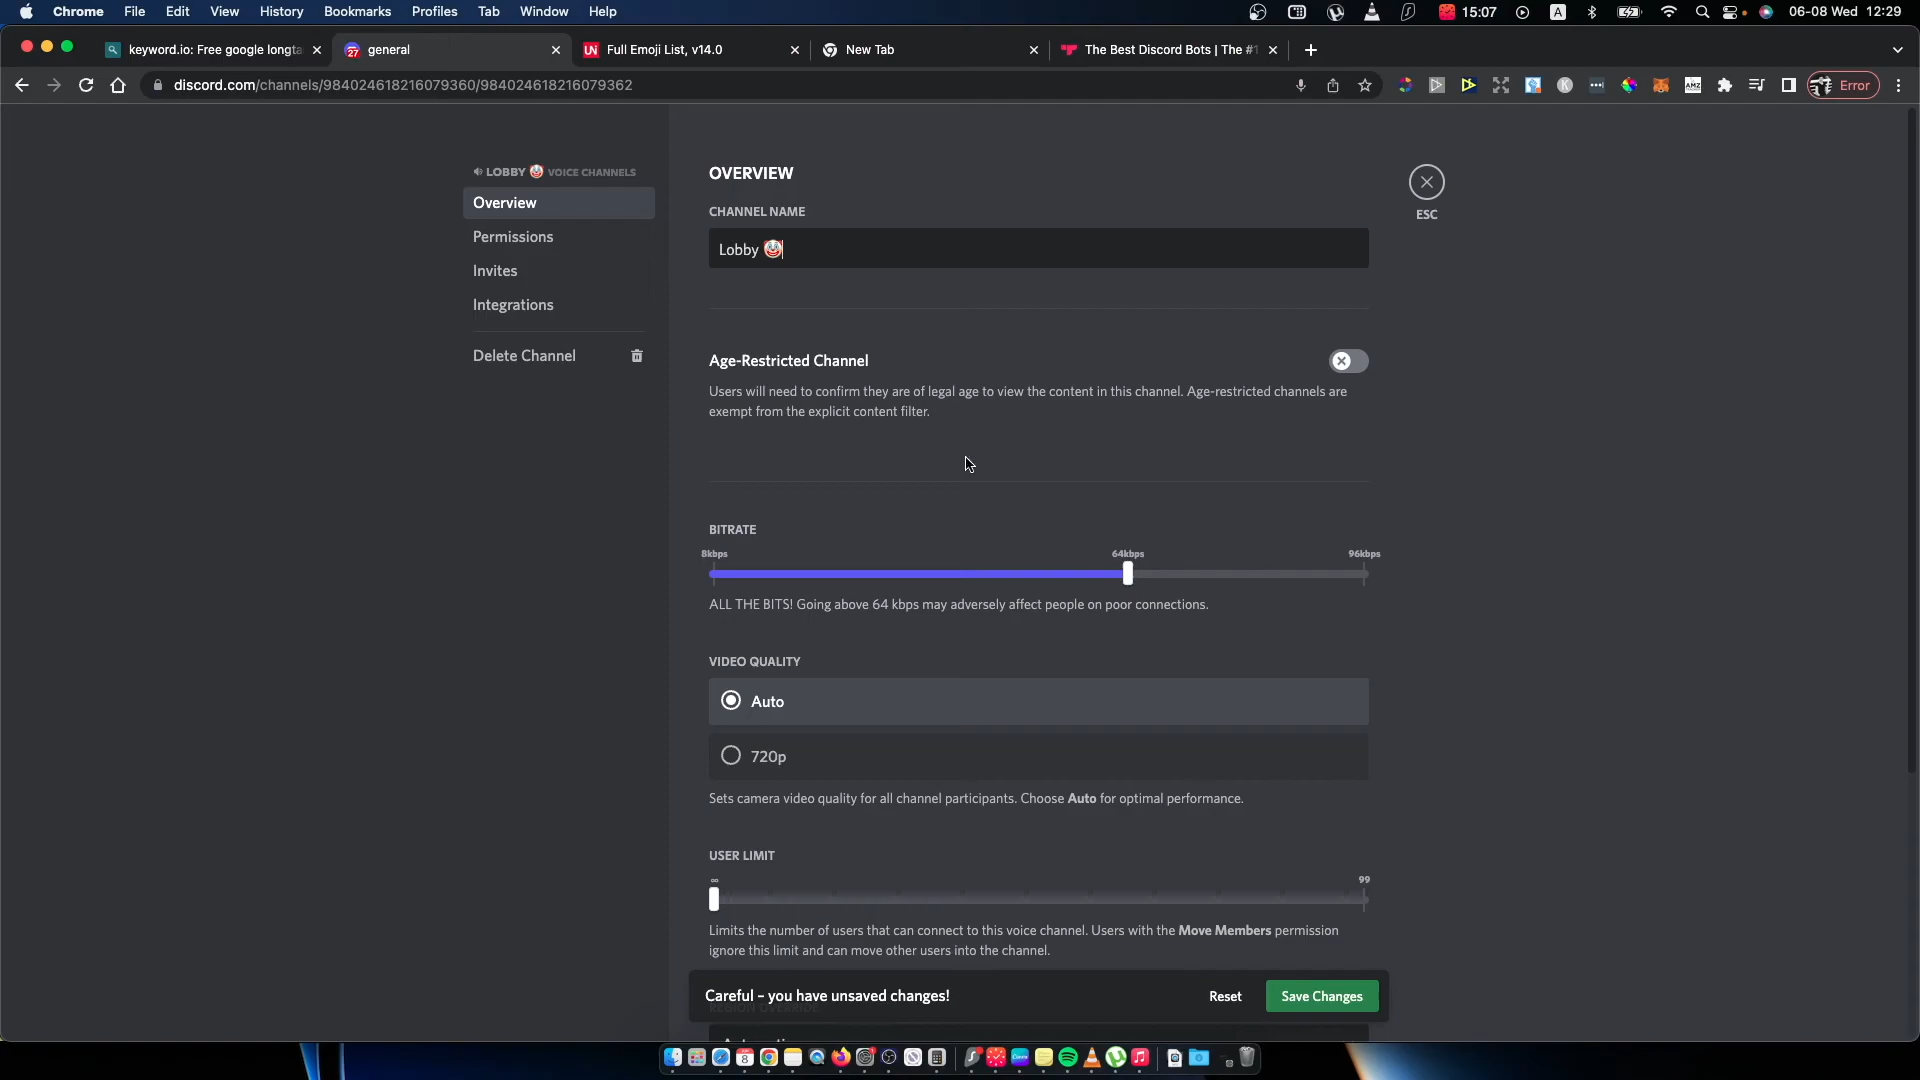 Chrome File Edit View History Bookmarks Profiles Tab Window Help 15:07 A 06-08 Wed 12:29
keyword.io: Free google longta general Full Emoji List, v14.0 New Tab The Best Discord Bots | The #1
discord.com/channels/984024618216079360/984024618216079362 Error
LOBBY 🤡 VOICE CHANNELS
Overview
Permissions
Invites
Integrations
Delete Channel
OVERVIEW
CHANNEL NAME
Lobby 🤡
ESC
Age-Restricted Channel
Users will need to confirm they are of legal age to view the content in this channel. Age-restricted channels are
exempt from the explicit content filter.
BITRATE
8kbps 64kbps 96kbps
ALL THE BITS! Going above 64 kbps may adversely affect people on poor connections.
VIDEO QUALITY
Auto
720p
Sets camera video quality for all channel participants. Choose Auto for optimal performance.
USER LIMIT
∞ 99
Limits the number of users that can connect to this voice channel. Users with the Move Members permission
ignore this limit and can move other users into the channel.
Careful – you have unsaved changes! Reset Save Changes
REGION OVERRIDE